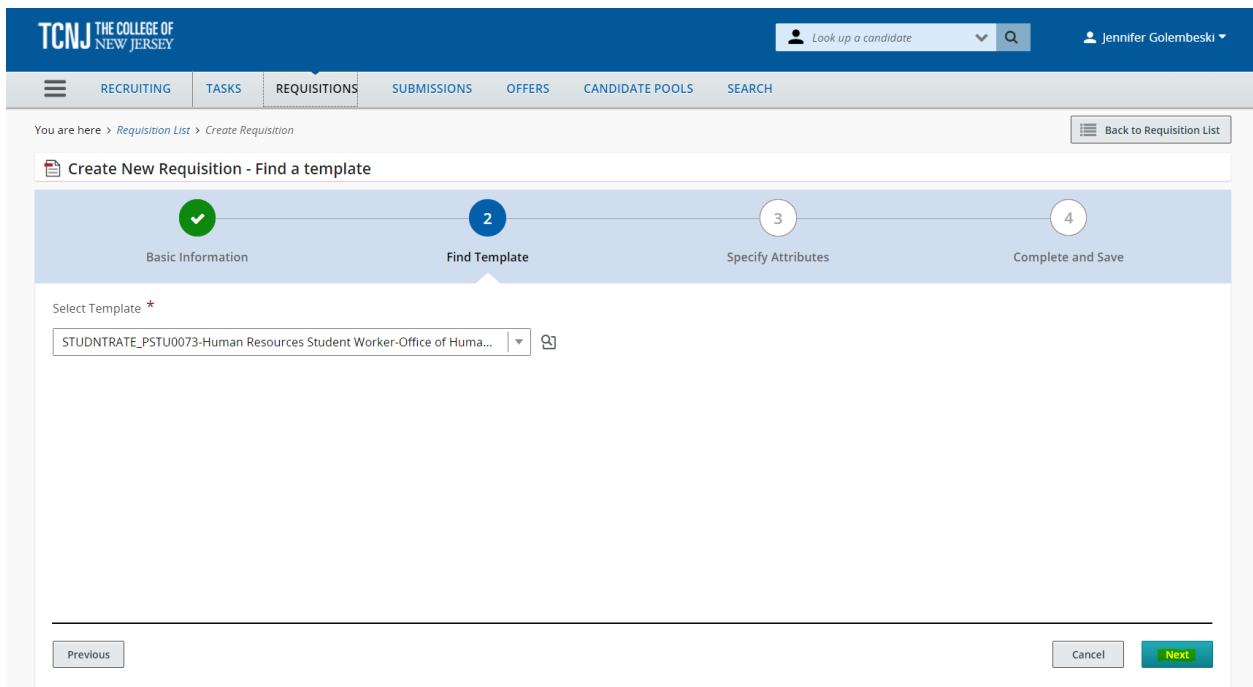 TCNJ THE COLLEGE OF NEW JERSEY
Look up a candidate
Jennifer Golembeski
RECRUITING TASKS REQUISITIONS SUBMISSIONS OFFERS CANDIDATE POOLS SEARCH
You are here > Requisition List > Create Requisition
Back to Requisition List
Create New Requisition - Find a template
2 3 4
Basic Information Find Template Specify Attributes Complete and Save
Select Template *
STUDNTRATE_PSTU0073-Human Resources Student Worker-Office of Huma...
Previous Cancel Next